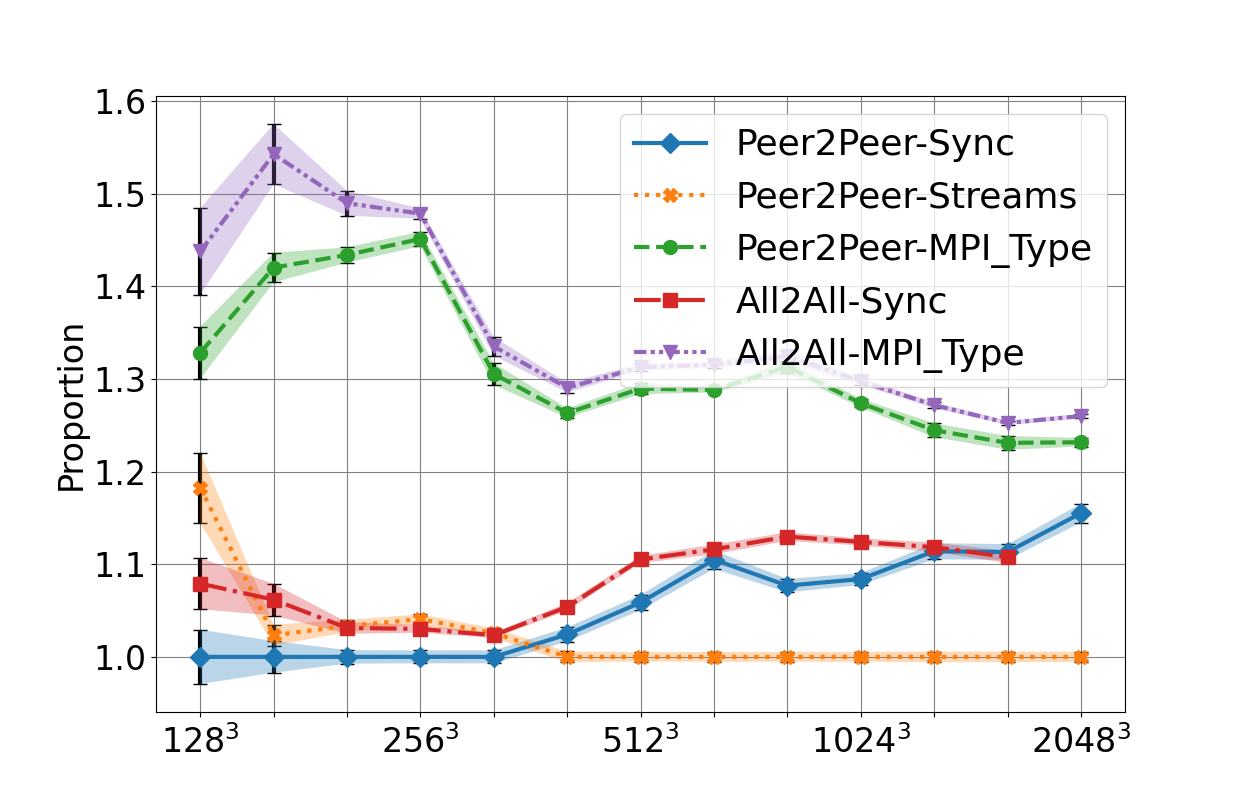 Proportion
1.6
1.5
1.4
1.3
1.2
1.1
1.0
Peer2Peer-Sync
Peer2Peer-Streams
Peer2Peer-MPI_Type
All2All-Sync
All2All-MPI_Type
128³ 256³ 512³ 1024³ 2048³